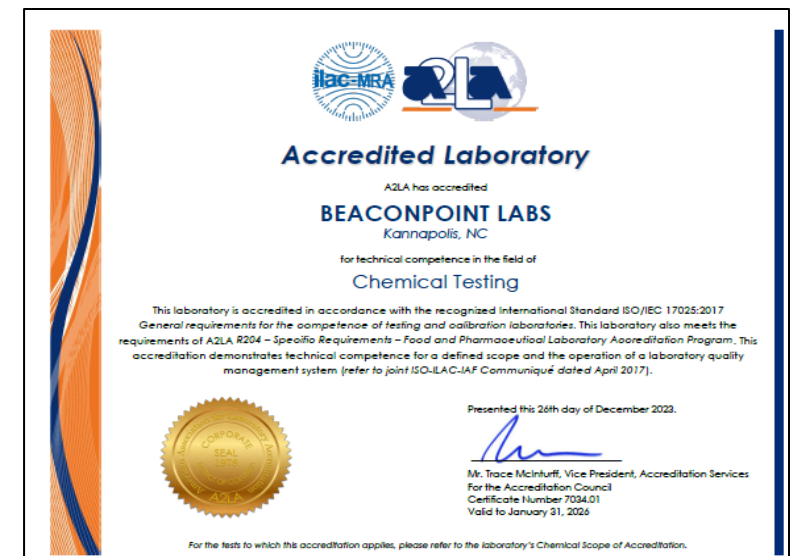 ilac-MRA
A2LA
Accredited Laboratory
A2LA has accredited
BEACONPOINT LABS
Kannapolis, NC
for technical competence in the field of
Chemical Testing
This laboratory is accredited in accordance with the recognized International Standard ISO/IEC 17025:2017
General requirements for the competence of testing and calibration laboratories. This laboratory also meets the
requirements of A2LA R204 – Specific Requirements – Food and Pharmaceutical Laboratory Accreditation Program. This
accreditation demonstrates technical competence for a defined scope and the operation of a laboratory quality
management system (refer to joint ISO-ILAC-IAF Communiqué dated April 2017).
Presented this 26th day of December 2023.
Mr. Trace McInturff, Vice President, Accreditation Services
For the Accreditation Council
Certificate Number 7034.01
Valid to January 31, 2026
CORPORATE
SEAL
1978
A2LA
For the tests to which this accreditation applies, please refer to the laboratory's Chemical Scope of Accreditation.